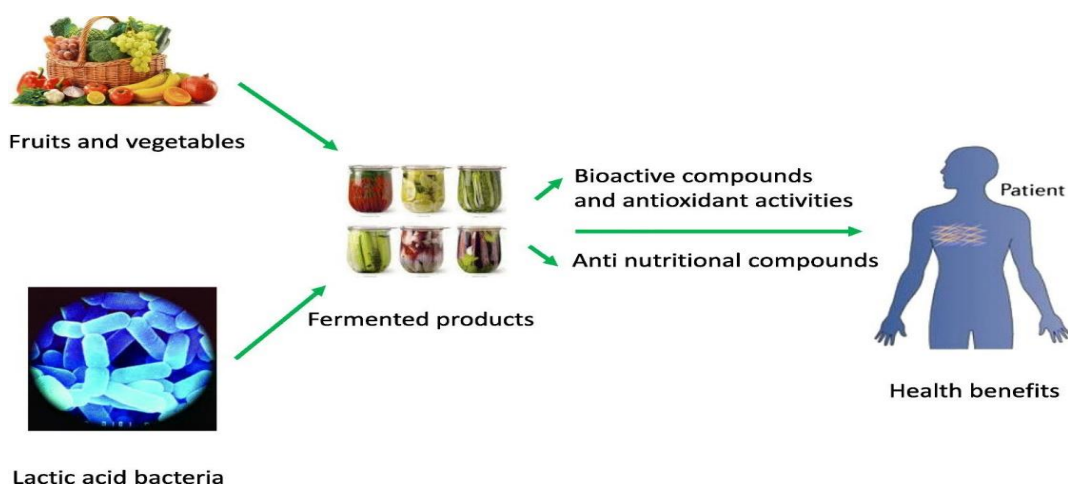 Fruits and vegetables
Bioactive compounds
and antioxidant activities
Patient
Anti nutritional compounds
Fermented products
Health benefits
Lactic acid bacteria